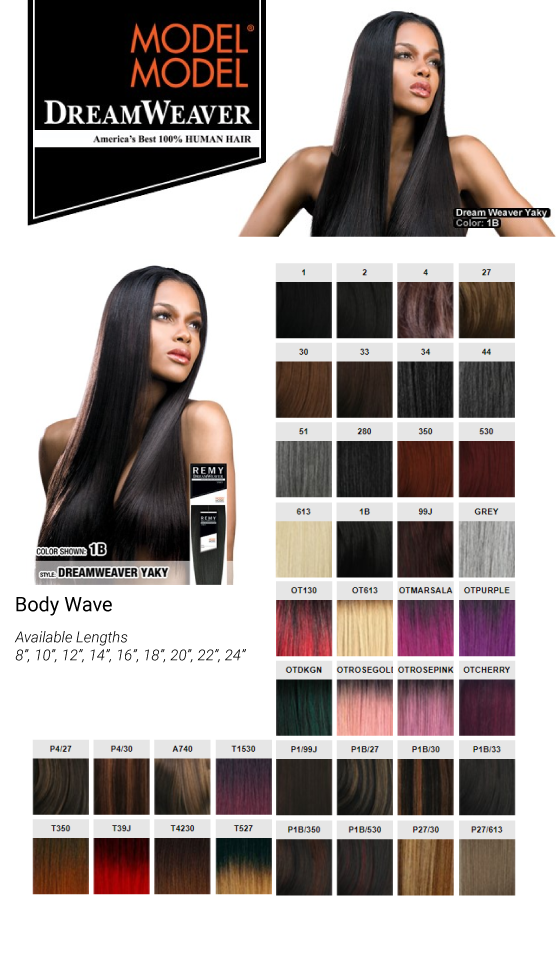 MODEL®
MODEL
DREAMWEAVER
America's Best 100% HUMAN HAIR
Dream Weaver Yaky
Color: 1B
REMY
DREAMWEAVER
REMY
COLOR SHOWN: 1B
STYLE: DREAMWEAVER YAKY
Body Wave
Available Lengths
8”, 10”, 12”, 14”, 16”, 18”, 20”, 22”, 24”
1 2 4 27
30 33 34 44
51 280 350 530
613 1B 99J GREY
OT130 OT613 OTMARSALA OTPURPLE
OTDKGN OTROSEGOL OTROSEPINK OTCHERRY
P4/27 P4/30 A740 T1530 P1/99J P1B/27 P1B/30 P1B/33
T350 T39J T4230 T527 P1B/350 P1B/530 P27/30 P27/613